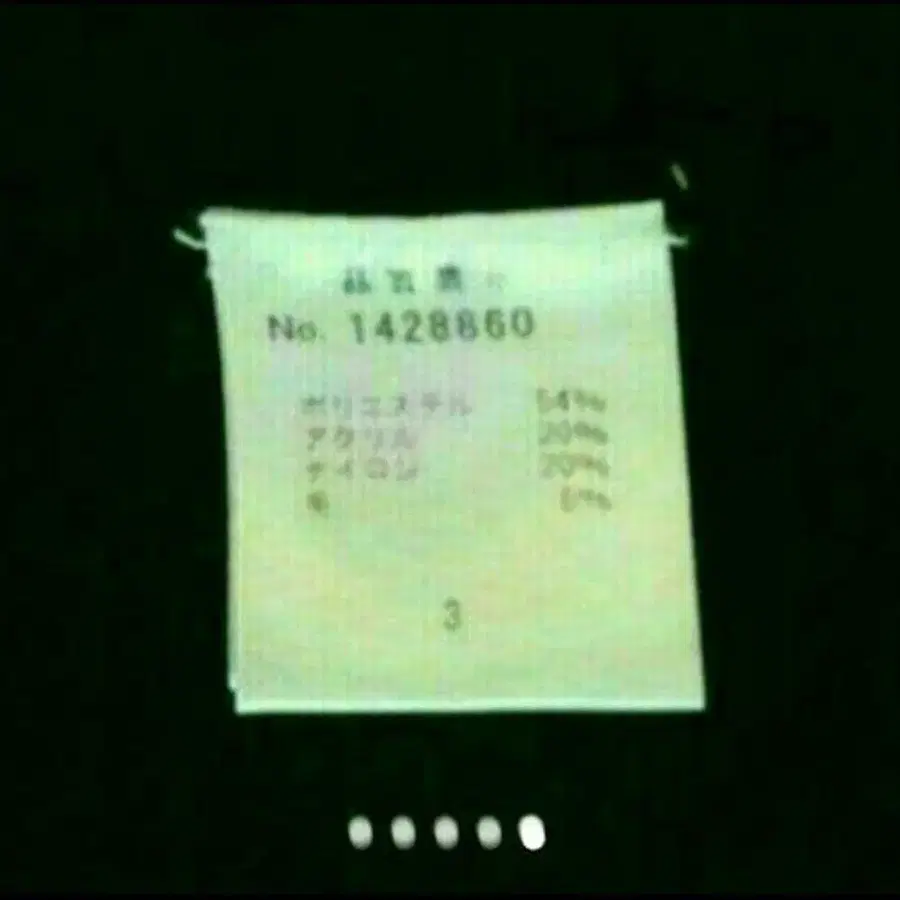 品質表示
No. 1428860
ポリエステル 54%
アクリル 20%
ナイロン 20%
毛 6%
3